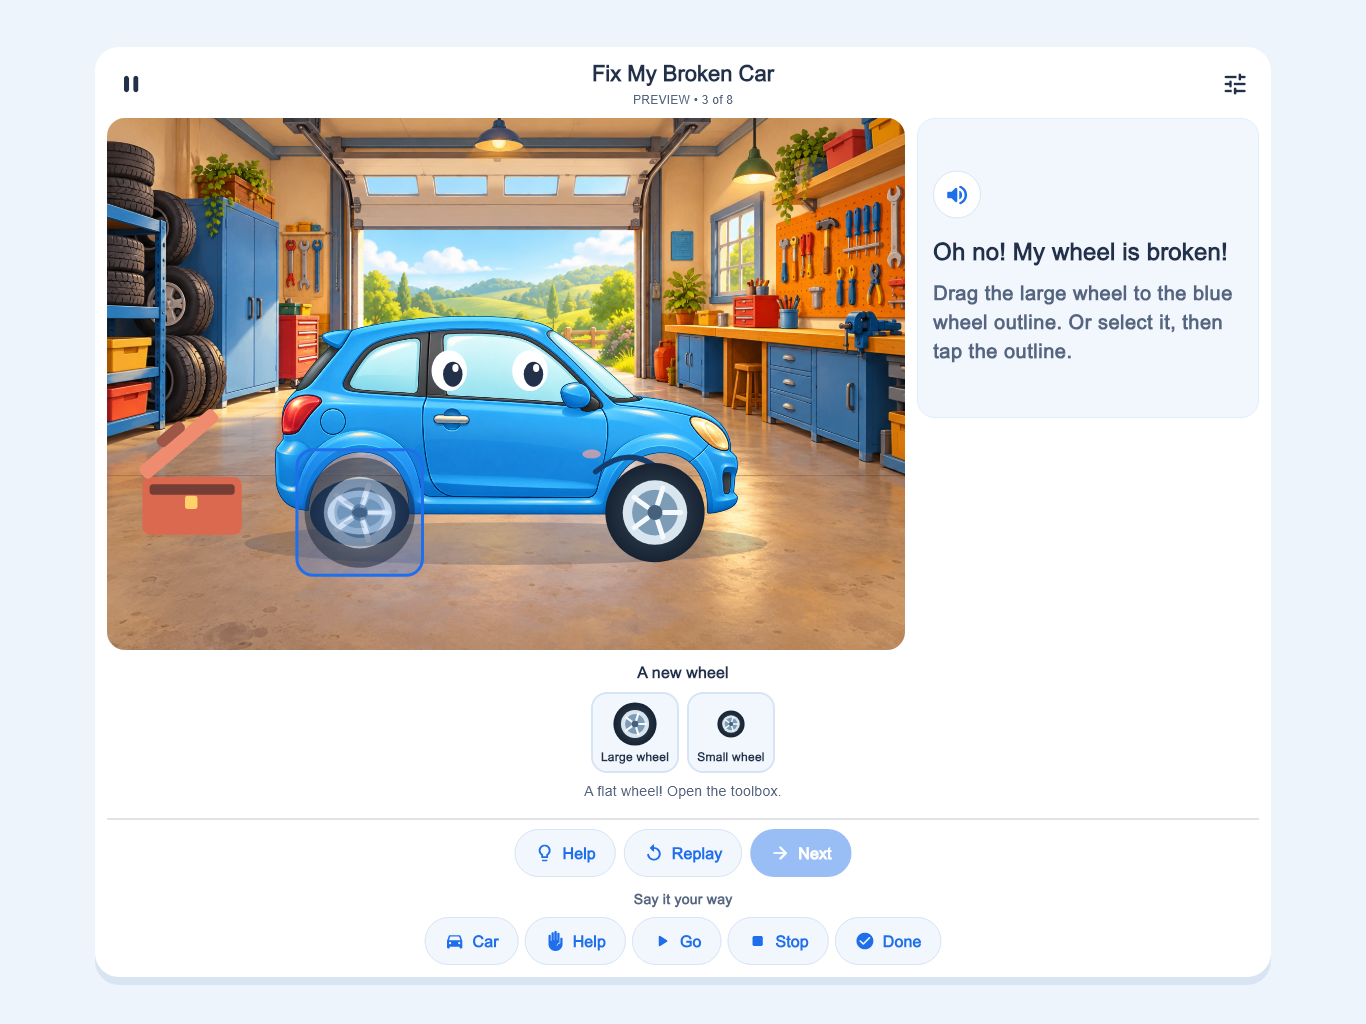 Fix My Broken Car
PREVIEW • 3 of 8
Oh no! My wheel is broken!
Drag the large wheel to the blue
wheel outline. Or select it, then
tap the outline.
A new wheel
Large wheel
Small wheel
A flat wheel! Open the toolbox.
Help
Replay
Next
Say it your way
Car
Help
Go
Stop
Done